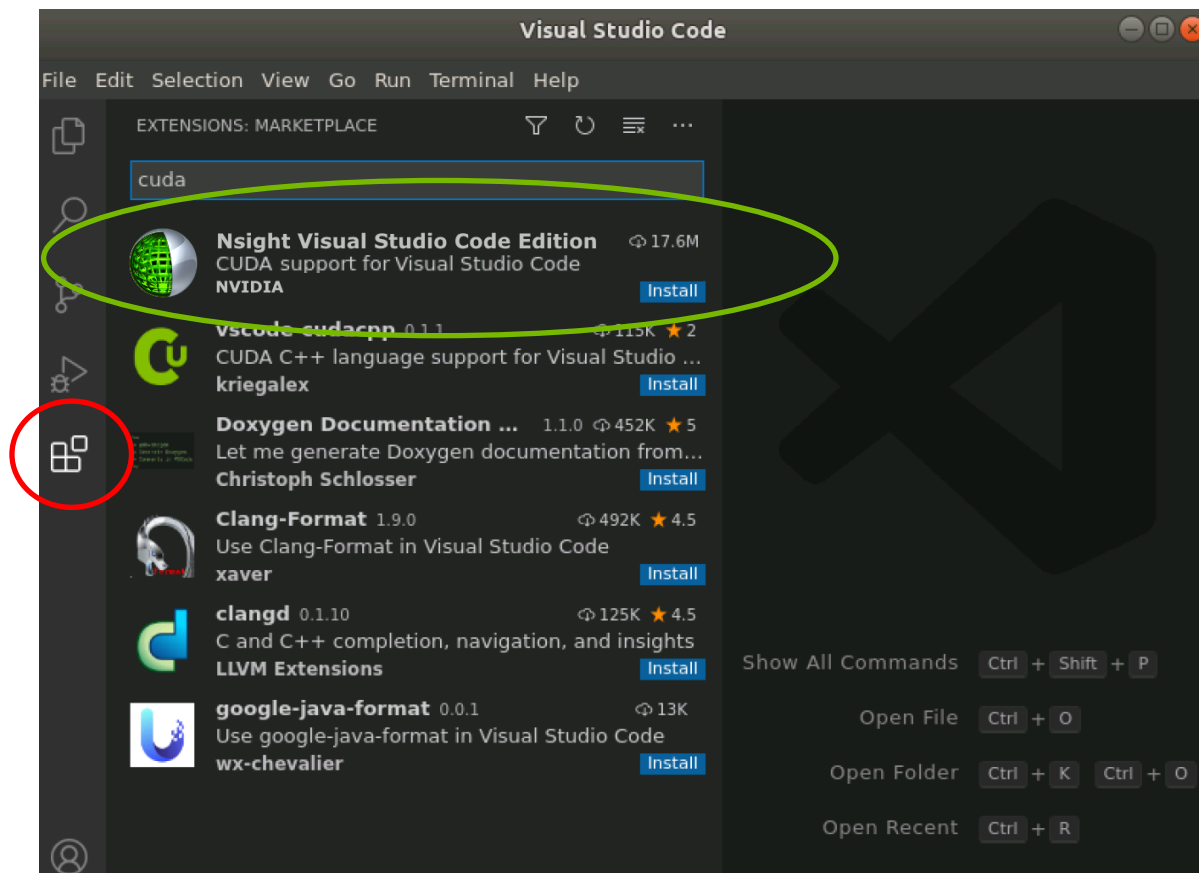 Visual Studio Code
File Edit Selection View Go Run Terminal Help
EXTENSIONS: MARKETPLACE
cuda
Nsight Visual Studio Code Edition 17.6M
CUDA support for Visual Studio Code
NVIDIA Install
vscode-cudacpp 0.1.1 115K ★ 2
CUDA C++ language support for Visual Studio ...
kriegalex Install
Doxygen Documentation ... 1.1.0 452K ★ 5
Let me generate Doxygen documentation from...
Christoph Schlosser Install
Clang-Format 1.9.0 492K ★ 4.5
Use Clang-Format in Visual Studio Code
xaver Install
clangd 0.1.10 125K ★ 4.5
C and C++ completion, navigation, and insights
LLVM Extensions Install
google-java-format 0.0.1 13K
Use google-java-format in Visual Studio Code
wx-chevalier Install
Show All Commands Ctrl + Shift + P
Open File Ctrl + O
Open Folder Ctrl + K Ctrl + O
Open Recent Ctrl + R